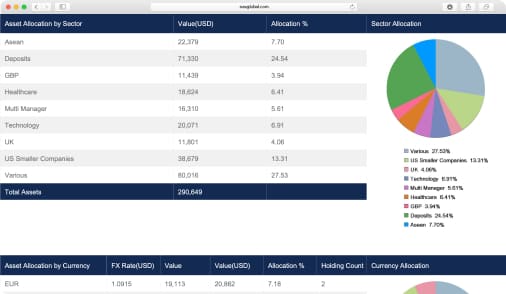 seaglobal.com
Asset Allocation by Sector Value(USD) Allocation % Sector Allocation
Asean 22,379 7.70
Deposits 71,330 24.54
GBP 11,439 3.94
Healthcare 18,624 6.41
Multi Manager 16,310 5.61
Technology 20,071 6.91
UK 11,801 4.06
US Smaller Companies 38,679 13.31
Various 80,016 27.53
Total Assets 290,649
Various 27.53%
US Smaller Companies 13.31%
UK 4.06%
Technology 6.91%
Multi Manager 5.61%
Healthcare 6.41%
GBP 3.94%
Deposits 24.54%
Asean 7.70%
Asset Allocation by Currency FX Rate(USD) Value Value(USD) Allocation % Holding Count Currency Allocation
EUR 1.0915 19,113 20,862 7.18 2